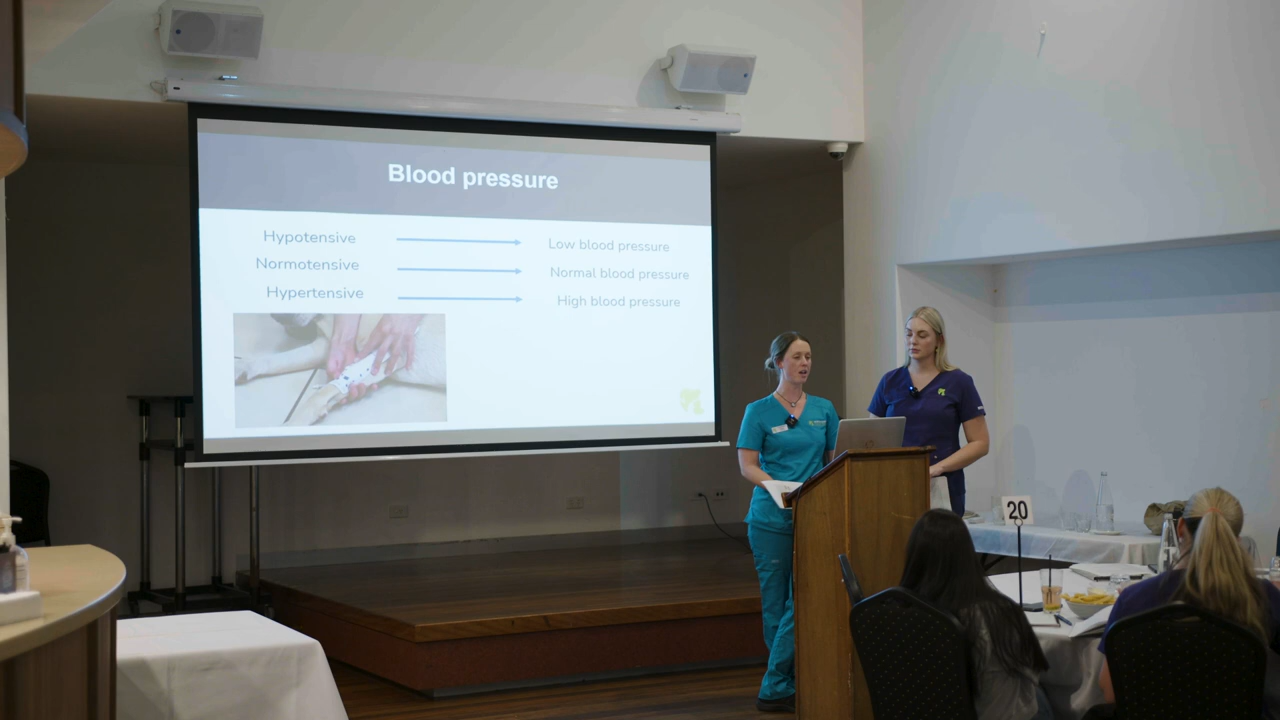 Blood pressure
Hypotensive Low blood pressure
Normotensive Normal blood pressure
Hypertensive High blood pressure
20